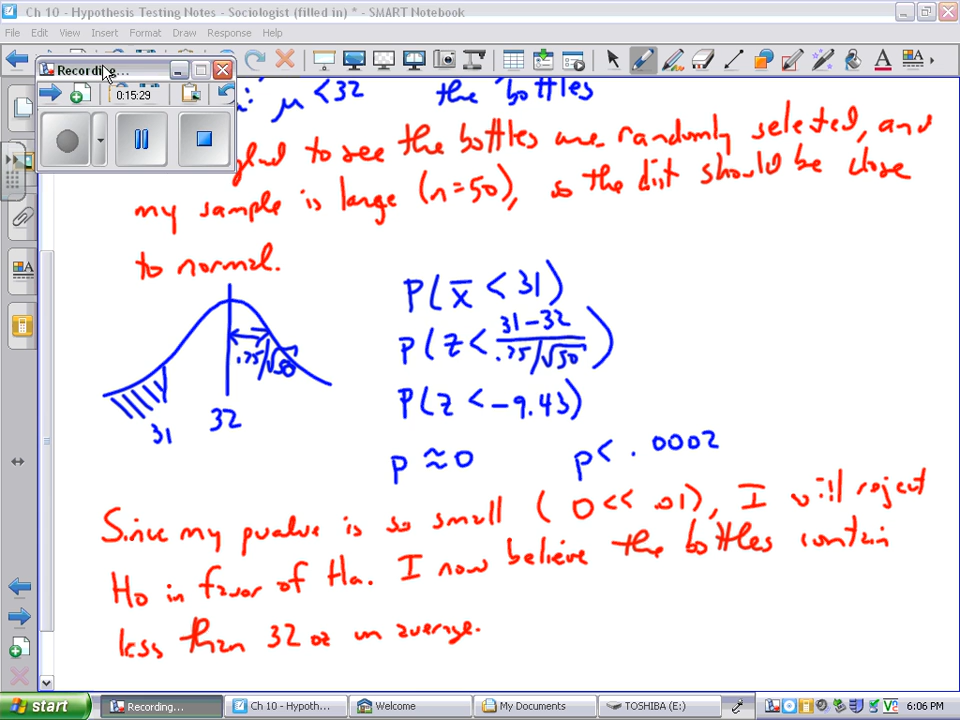 Ch 10 - Hypothesis Testing Notes - Sociologist (filled in) * - SMART Notebook
File Edit View Insert Format Draw Response Help
Recording...
0:15:29
μ < 32 the bottles
to see the bottles are randomly selected, and
my sample is large (n=50), so the dist should be close
to normal.
P( x̄ < 31)
P( z < 31-32 / .75/√50 )
.75/√50
P(z < -9.43)
31 32
p ≈ 0 p < .0002
Since my pvalue is so small ( 0 << .01), I will reject
Ho in favor of Ha. I now believe the bottles contain
less than 32 oz on average.
start Recording... Ch 10 - Hypoth... Welcome My Documents TOSHIBA (E:) 6:06 PM